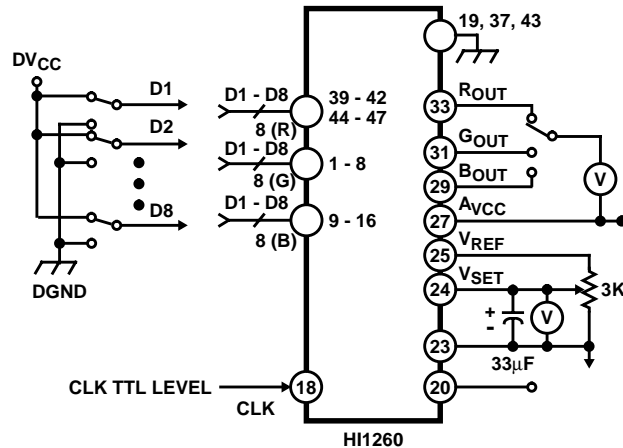 19, 37, 43
DVCC
D1
D2
D8
DGND
D1 - D8
8 (R)
39 - 42
44 - 47
D1 - D8
8 (G)
1 - 8
D1 - D8
8 (B)
9 - 16
33
ROUT
31
GOUT
29
BOUT
27
AVCC
25
VREF
24
VSET
V
3K
+
-
V
33μF
23
20
CLK TTL LEVEL
CLK
18
HI1260